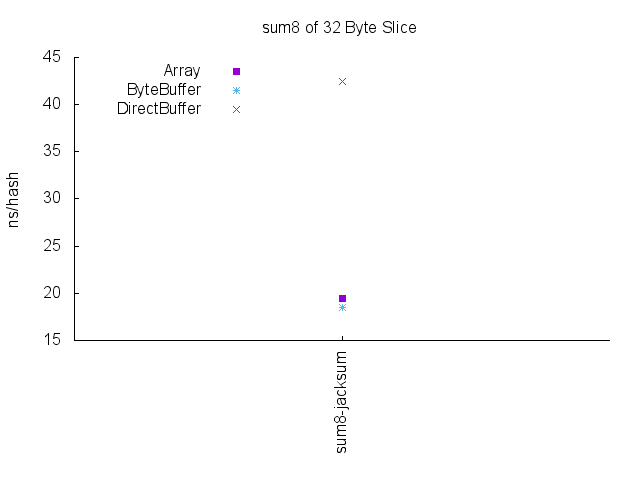 sum8 of 32 Byte Slice
45
40
35
30
25
20
15
ns/hash
Array
ByteBuffer
DirectBuffer
sum8-jacksum